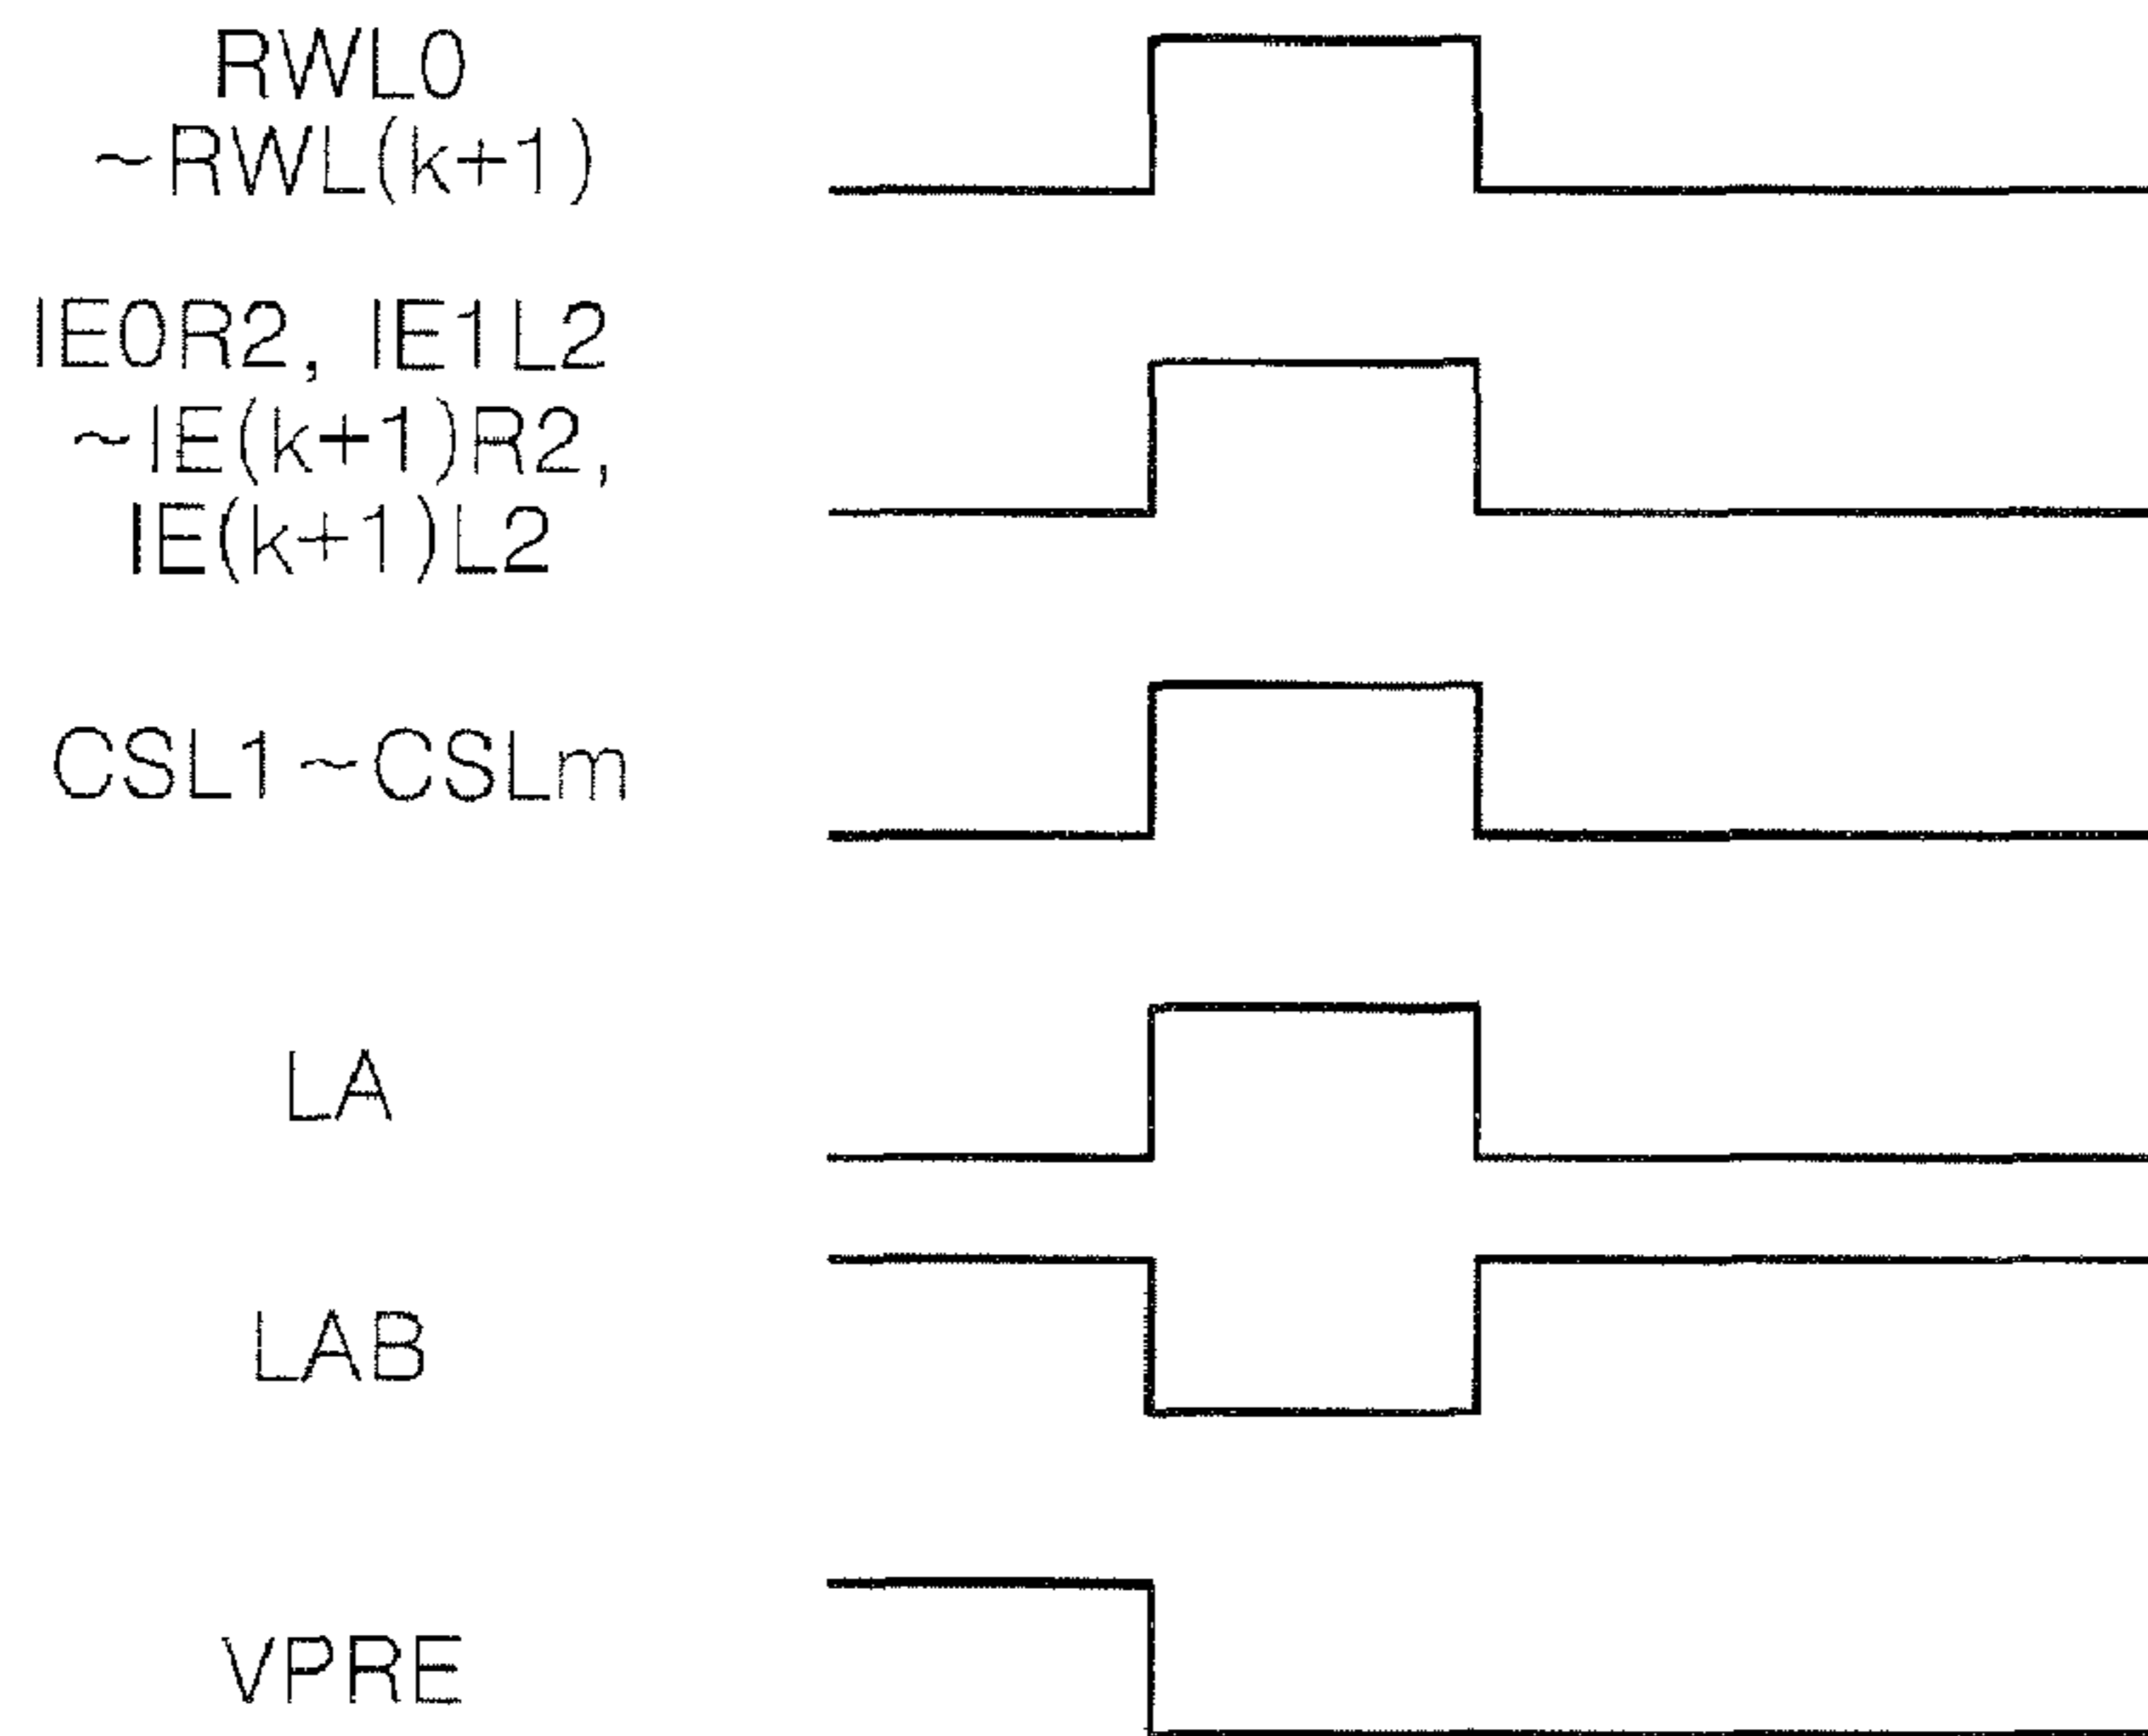 RWL0
~RWL(k+1)
IE0R2, IE1L2
~IE(k+1)R2,
IE(k+1)L2
CSL1~CSLm
LA
LAB
VPRE